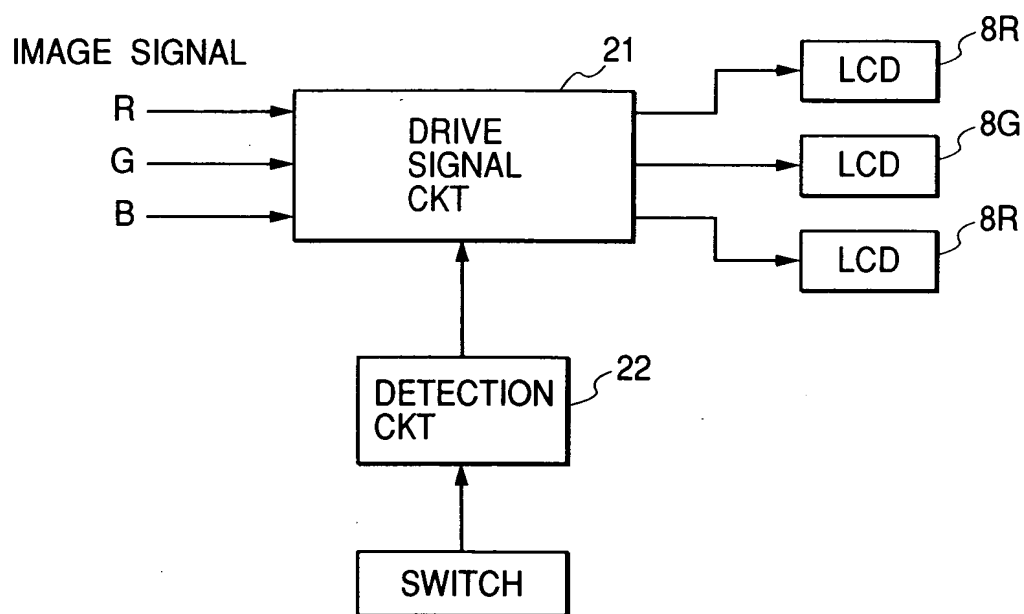 IMAGE SIGNAL
R
G
B
21
DRIVE
SIGNAL
CKT
8R
LCD
8G
LCD
8R
LCD
22
DETECTION
CKT
SWITCH